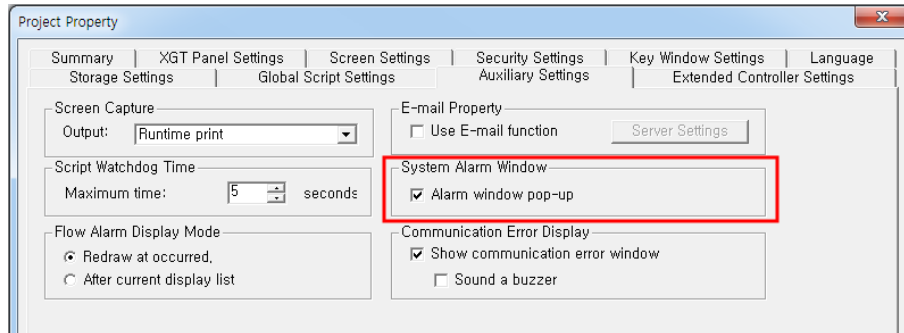 Project Property
x
Summary XGT Panel Settings Screen Settings Security Settings Key Window Settings Language
Storage Settings Global Script Settings Auxiliary Settings Extended Controller Settings
Screen Capture
Output: Runtime print
Script Watchdog Time
Maximum time: 5 seconds
Flow Alarm Display Mode
Redraw at occurred,
After current display list
E-mail Property
Use E-mail function Server Settings
System Alarm Window
Alarm window pop-up
Communication Error Display
Show communication error window
Sound a buzzer